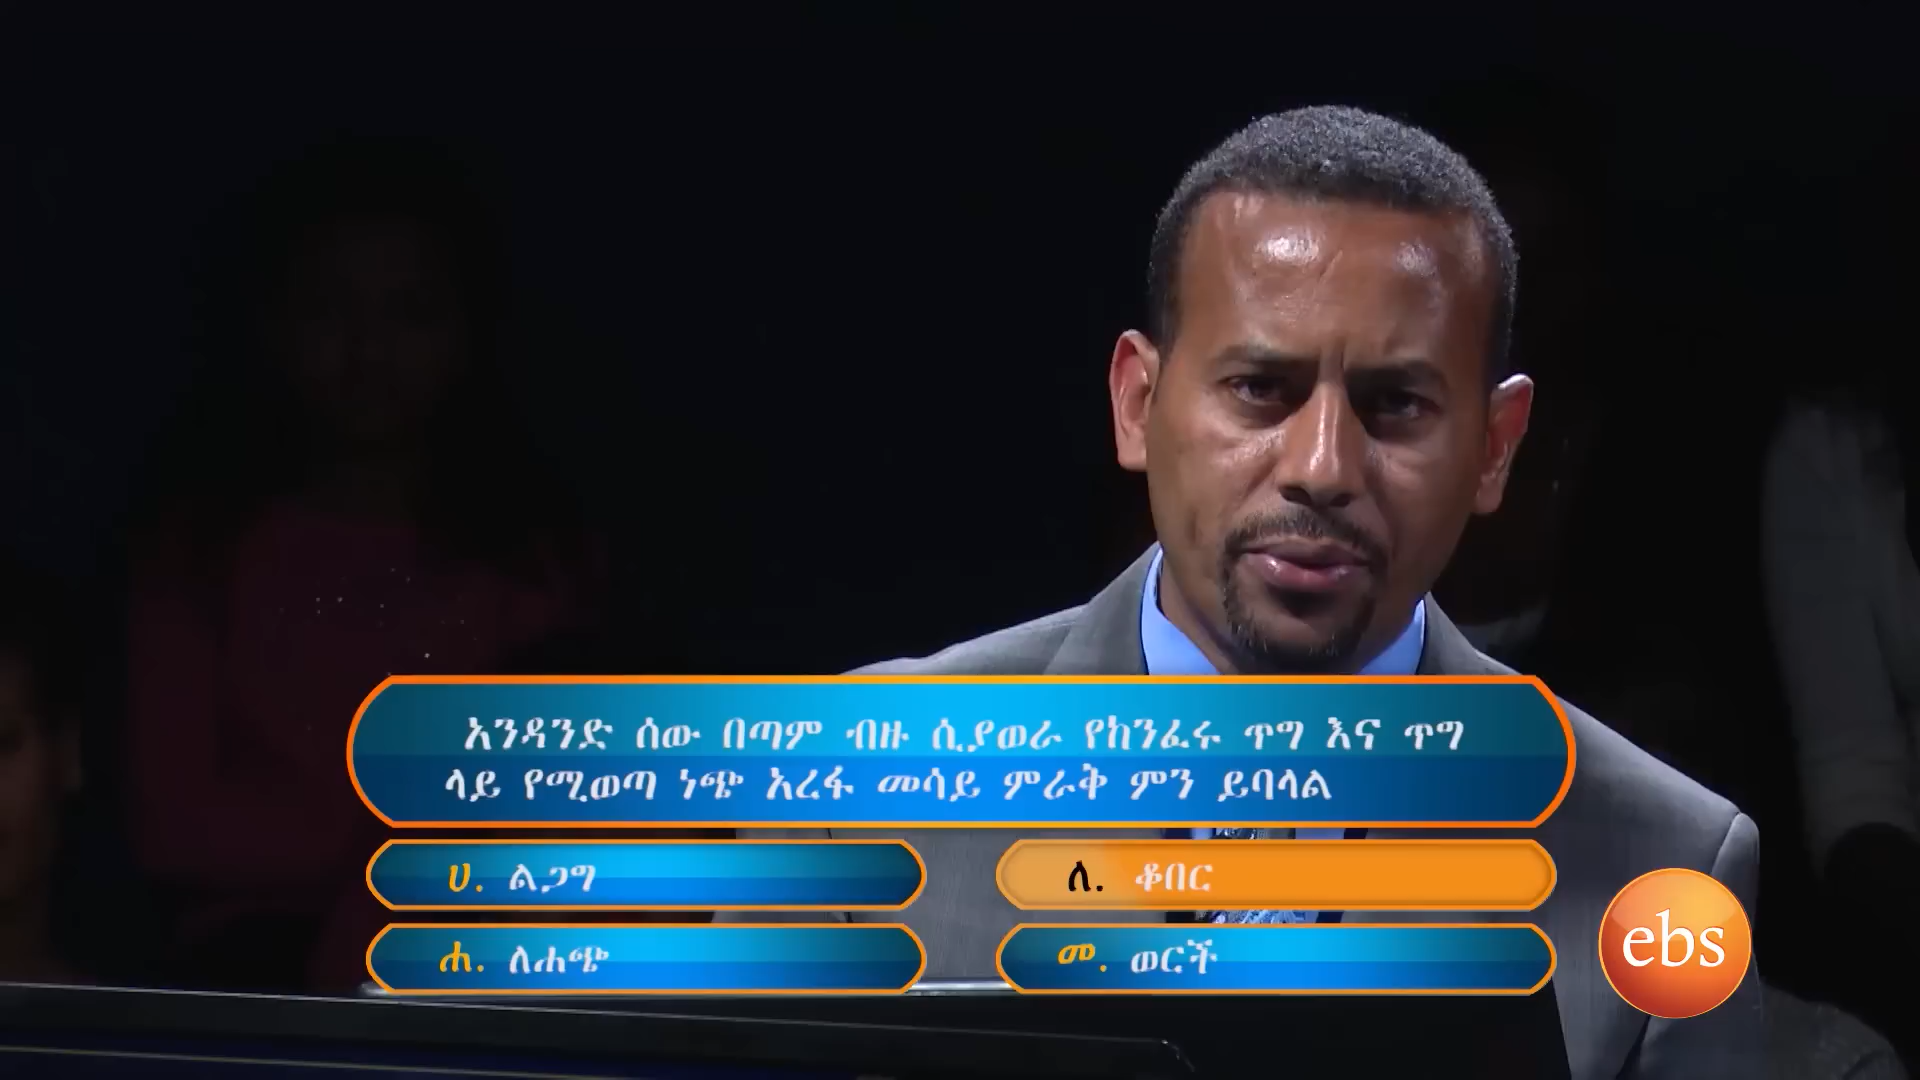 አንዳንድ ሰው በጣም ብዙ ሲያወራ የከንፈሩ ጥግ እና ጥግ
ላይ የሚወጣ ነጭ አረፋ መሳይ ምራቅ ምን ይባላል
ሀ. ልጋግ
ለ. ቆበር
ሐ. ለሐጭ
መ. ወርች
ebs